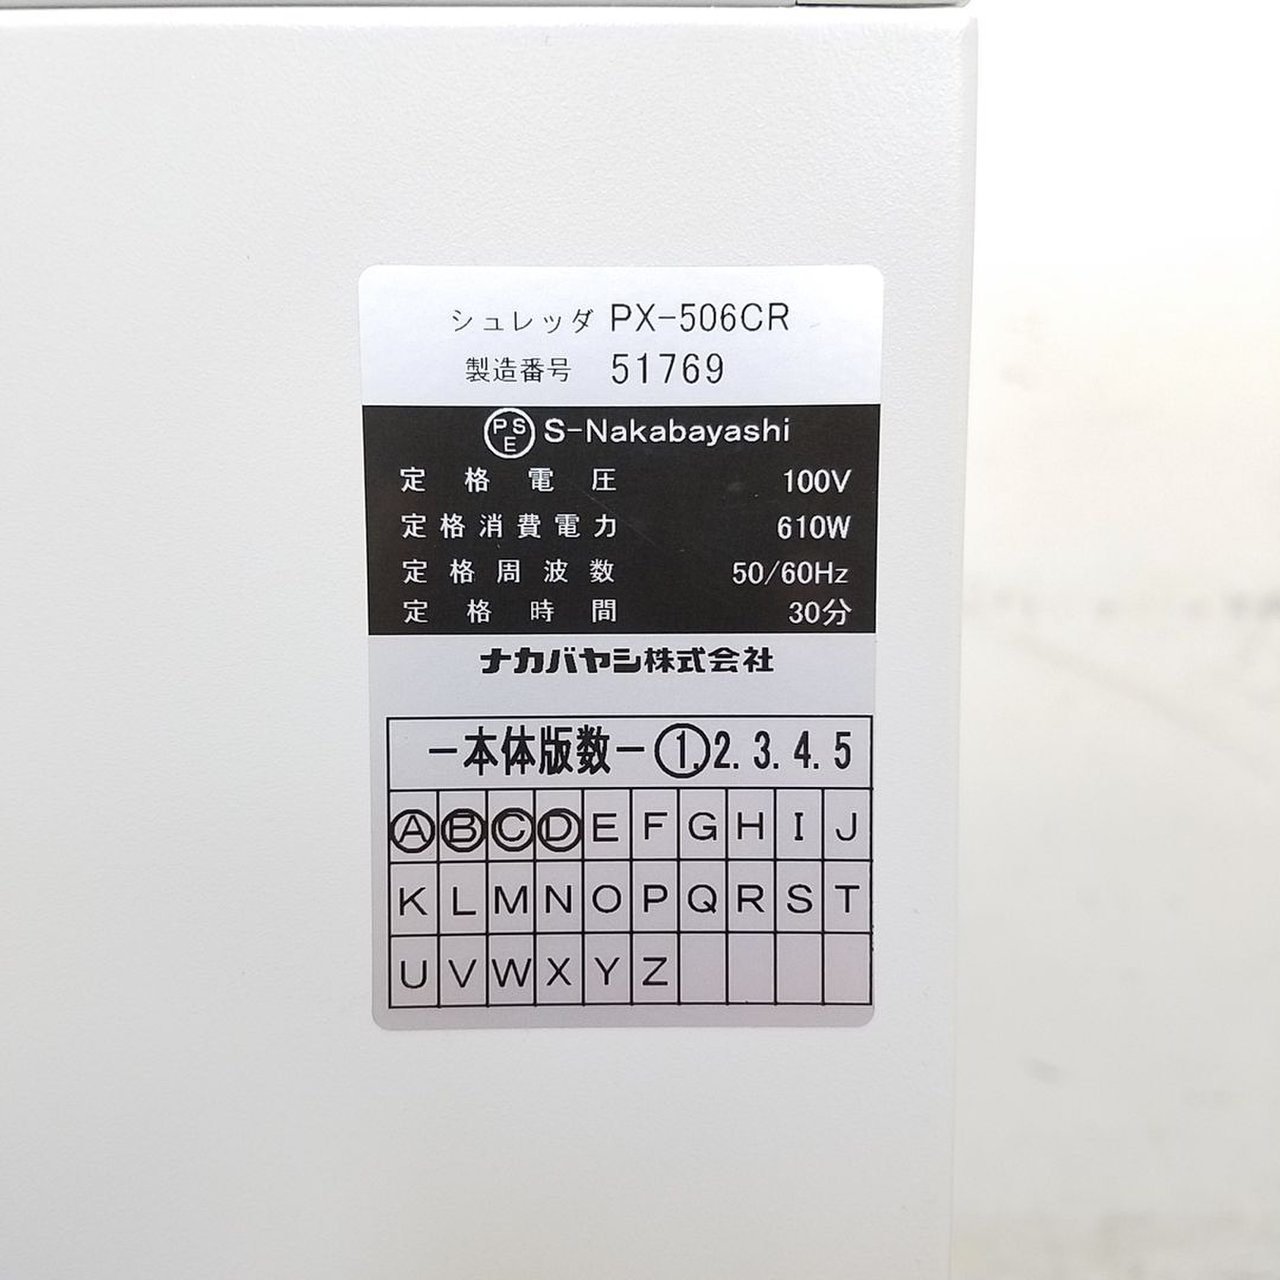 シュレッダ PX-506CR
製造番号 51769
PSE S-Nakabayashi
定格電圧 100V
定格消費電力 610W
定格周波数 50/60Hz
定格時間 30分
ナカバヤシ株式会社
-本体版数- 1.2.3.4.5
A B C D E F G H I J
K L M N O P Q R S T
U V W X Y Z